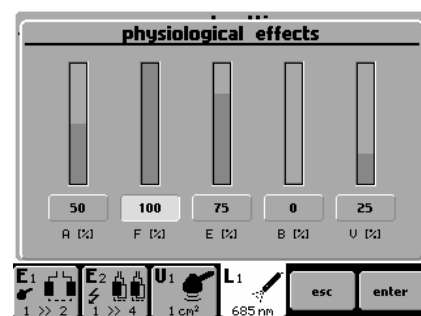 physiological effects
50 100 75 0 25
A [%] F [%] E [%] B [%] V [%]
E1 E2 U1 L1 esc enter
1 >> 2 1 >> 4 1 cm² 685 nm